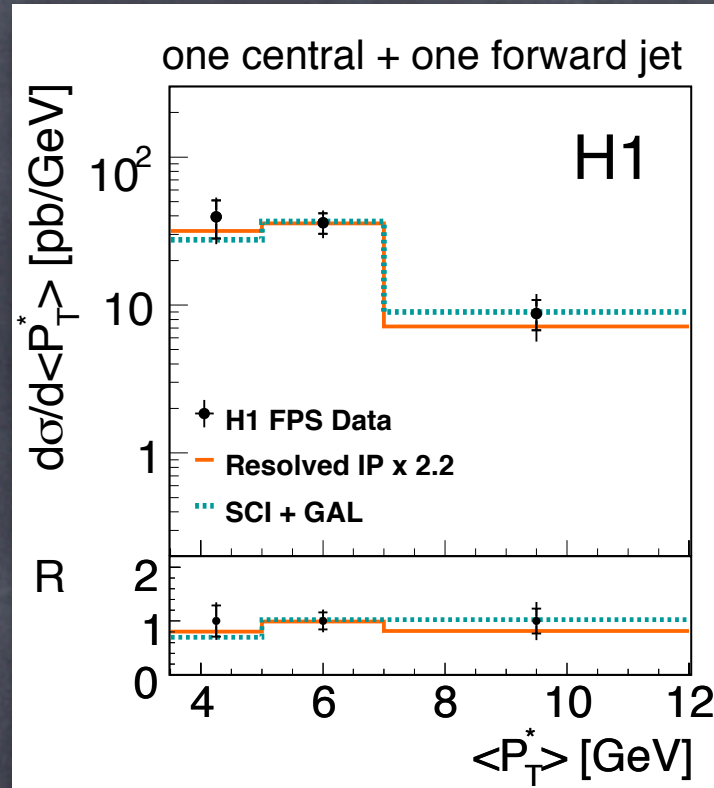 one central + one forward jet
H1
dσ/d<P*T> [pb/GeV]
10²
10
1
H1 FPS Data
Resolved IP x 2.2
SCI + GAL
R
2
1
0
4 6 8 10 12
<P*T> [GeV]